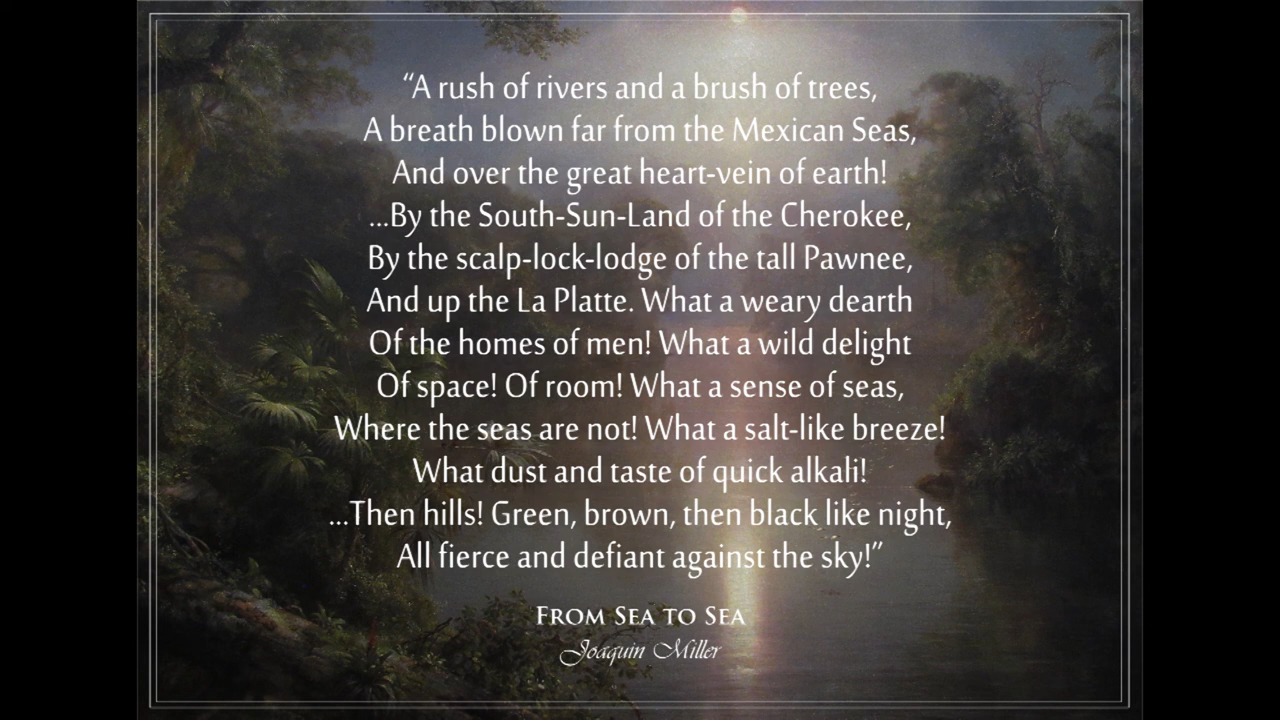 “A rush of rivers and a brush of trees,
A breath blown far from the Mexican Seas,
And over the great heart-vein of earth!
...By the South-Sun-Land of the Cherokee,
By the scalp-lock-lodge of the tall Pawnee,
And up the La Platte. What a weary dearth
Of the homes of men! What a wild delight
Of space! Of room! What a sense of seas,
Where the seas are not! What a salt-like breeze!
What dust and taste of quick alkali!
...Then hills! Green, brown, then black like night,
All fierce and defiant against the sky!”
From Sea to Sea
Joaquin Miller